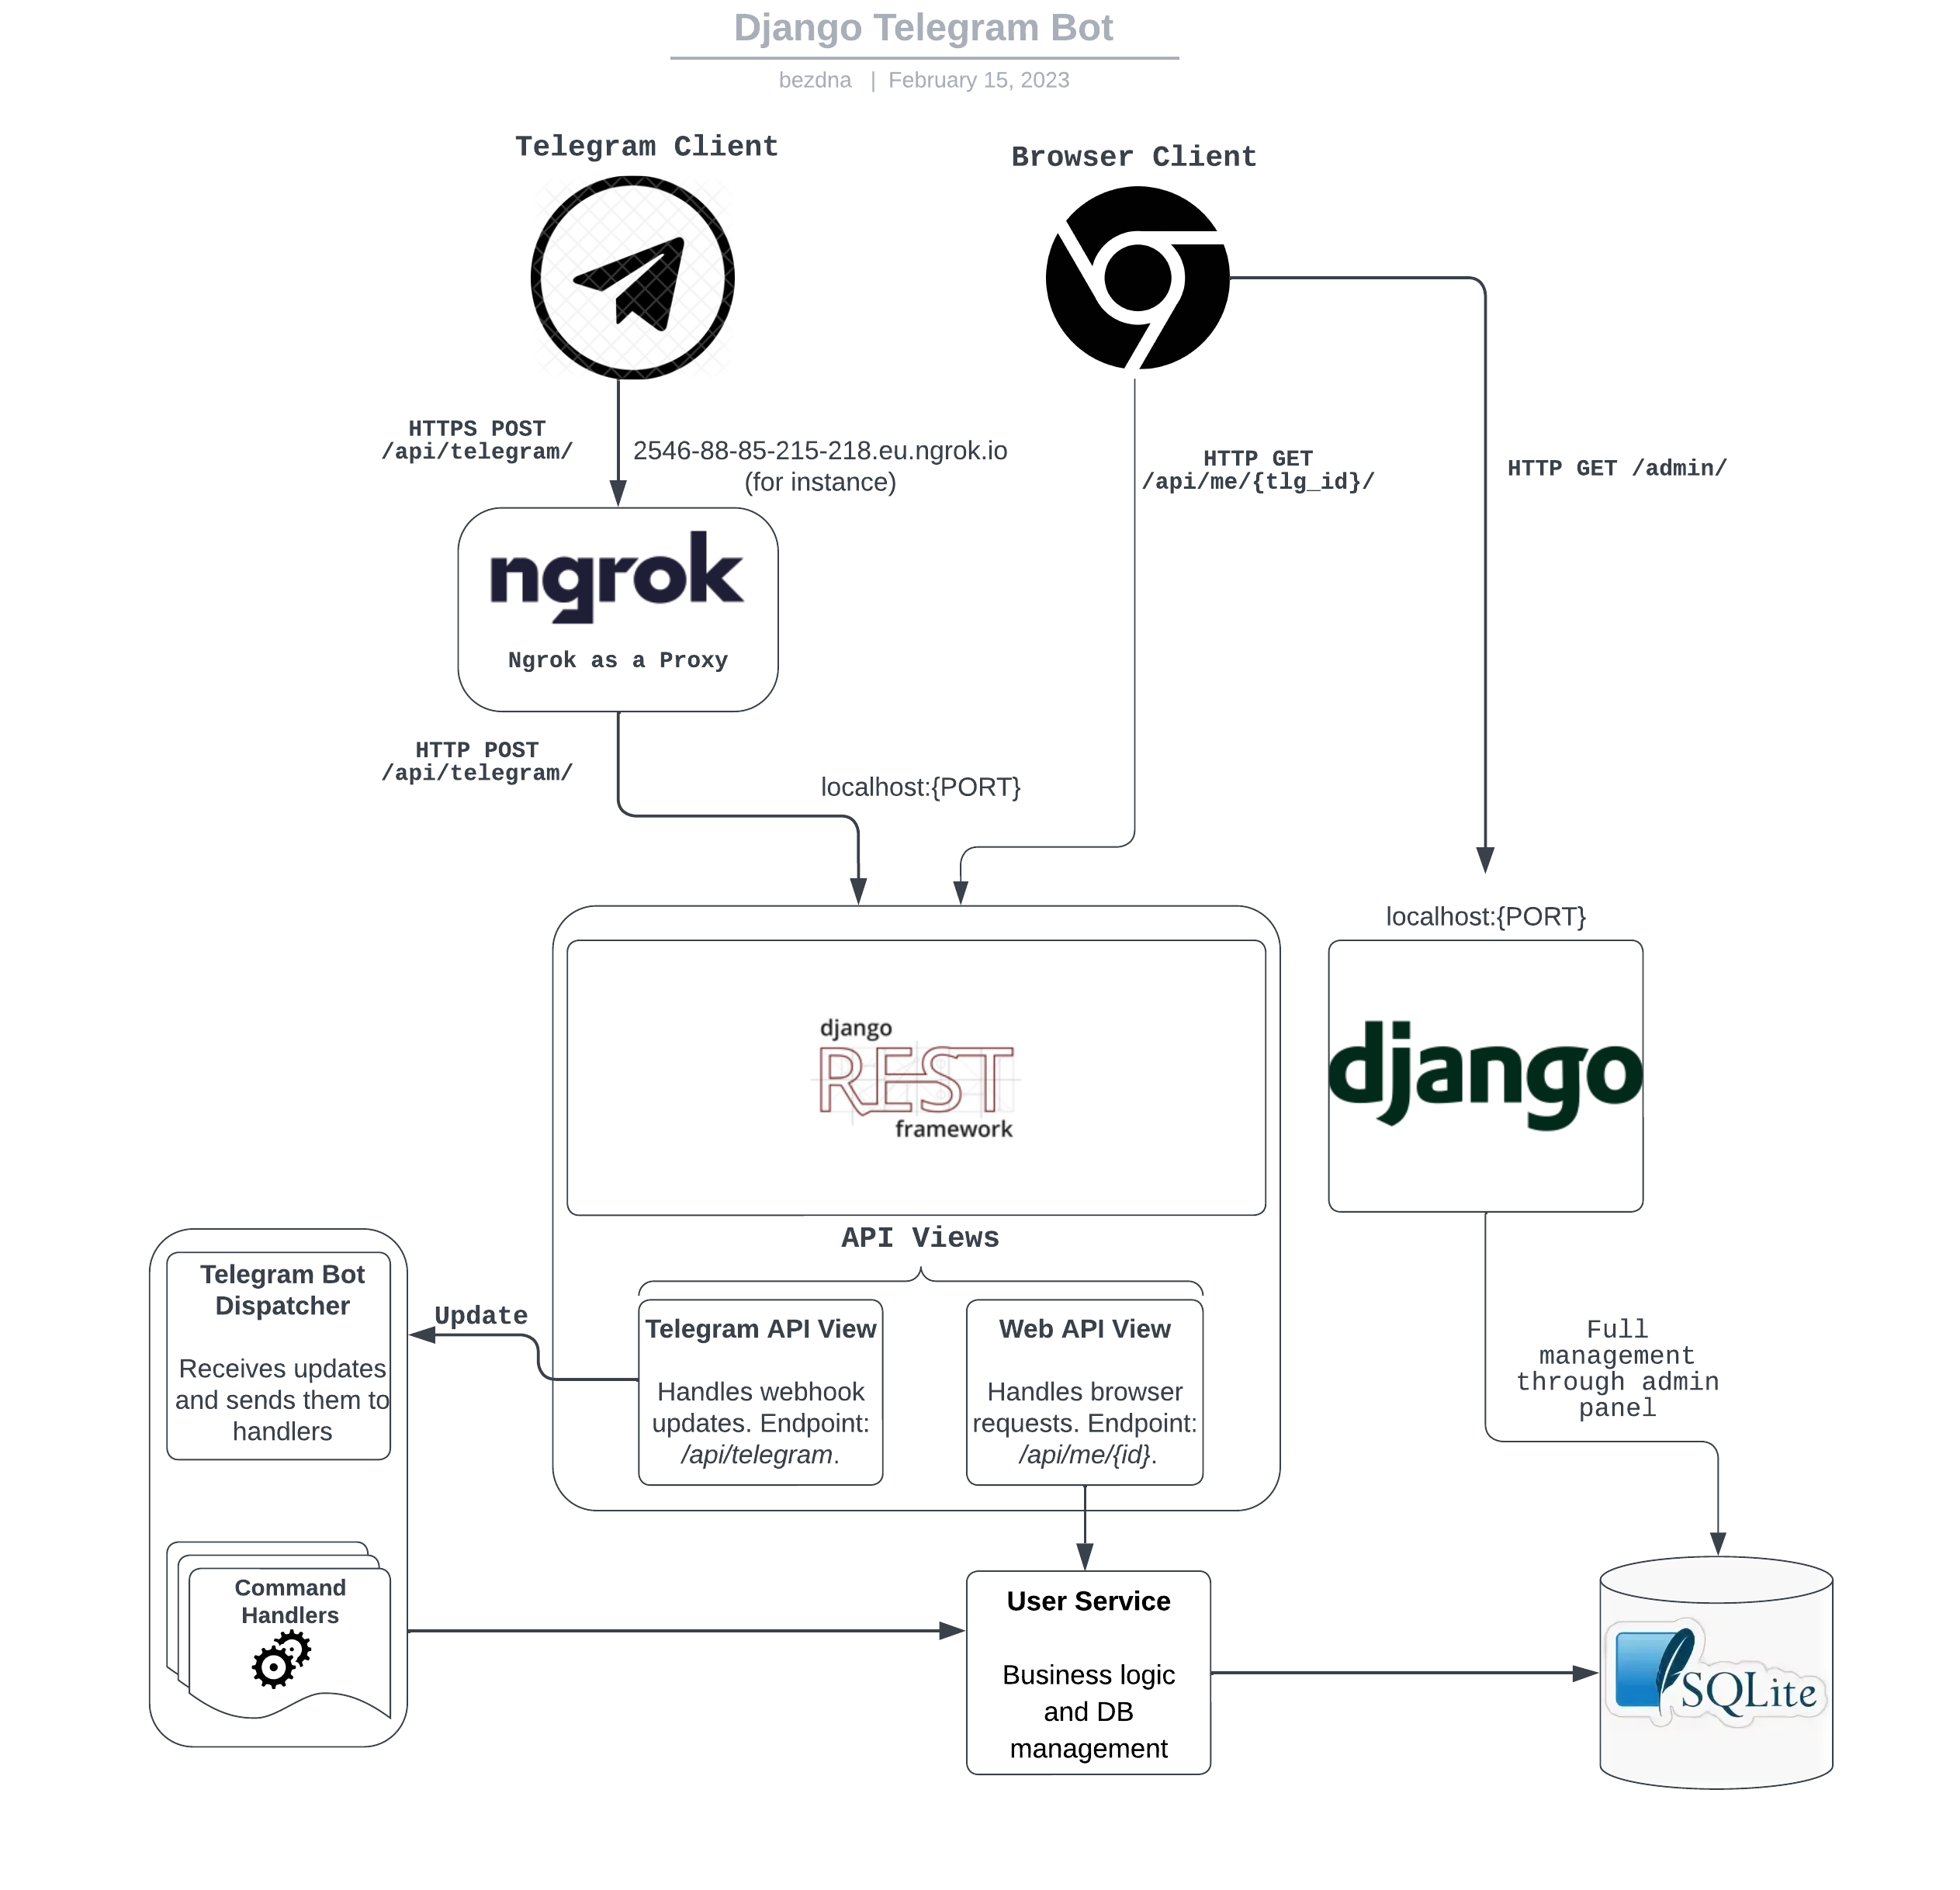 Django Telegram Bot
bezdna | February 15, 2023
Telegram Client
Browser Client
HTTPS POST
/api/telegram/
2546-88-85-215-218.eu.ngrok.io
(for instance)
HTTP GET
/api/me/{tlg_id}/
HTTP GET /admin/
ngrok
Ngrok as a Proxy
HTTP POST
/api/telegram/
localhost:{PORT}
localhost:{PORT}
django
REST
framework
django
API Views
Telegram Bot
Dispatcher
Receives updates
and sends them to
handlers
Update
Telegram API View
Handles webhook
updates. Endpoint:
/api/telegram.
Web API View
Handles browser
requests. Endpoint:
/api/me/{id}.
Full
management
through admin
panel
Command
Handlers
User Service
Business logic
and DB
management
SQLite